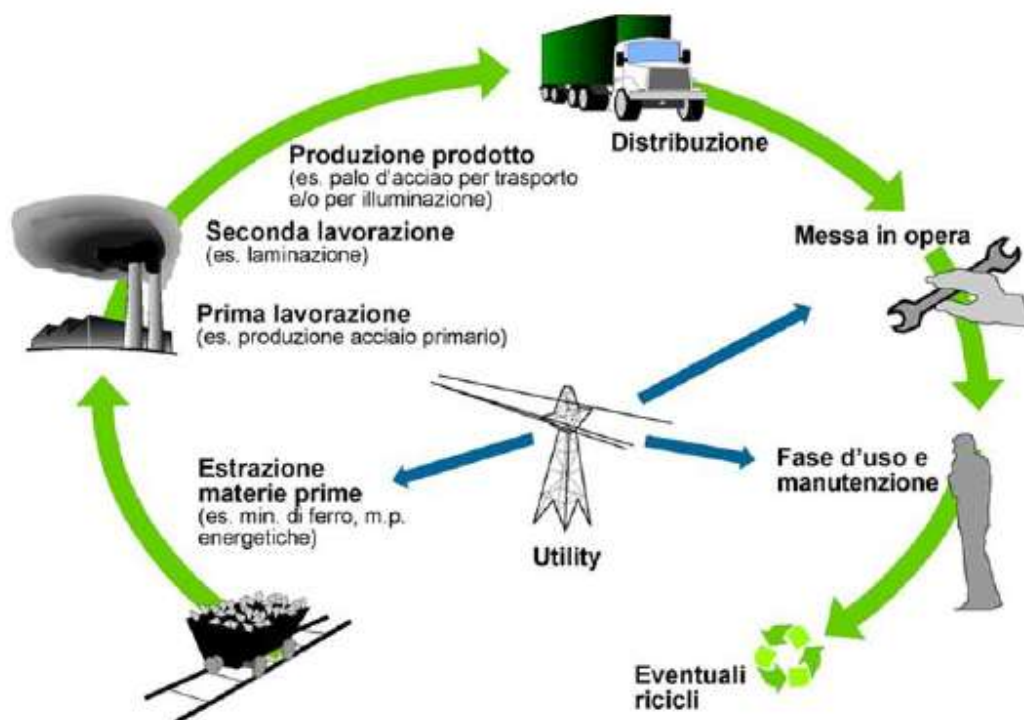 Distribuzione
Produzione prodotto
(es. palo d'acciao per trasporto
e/o per illuminazione)
Seconda lavorazione
(es. laminazione)
Prima lavorazione
(es. produzione acciaio primario)
Messa in opera
Estrazione
materie prime
(es. min. di ferro, m.p.
energetiche)
Utility
Fase d'uso e
manutenzione
Eventuali
ricicli